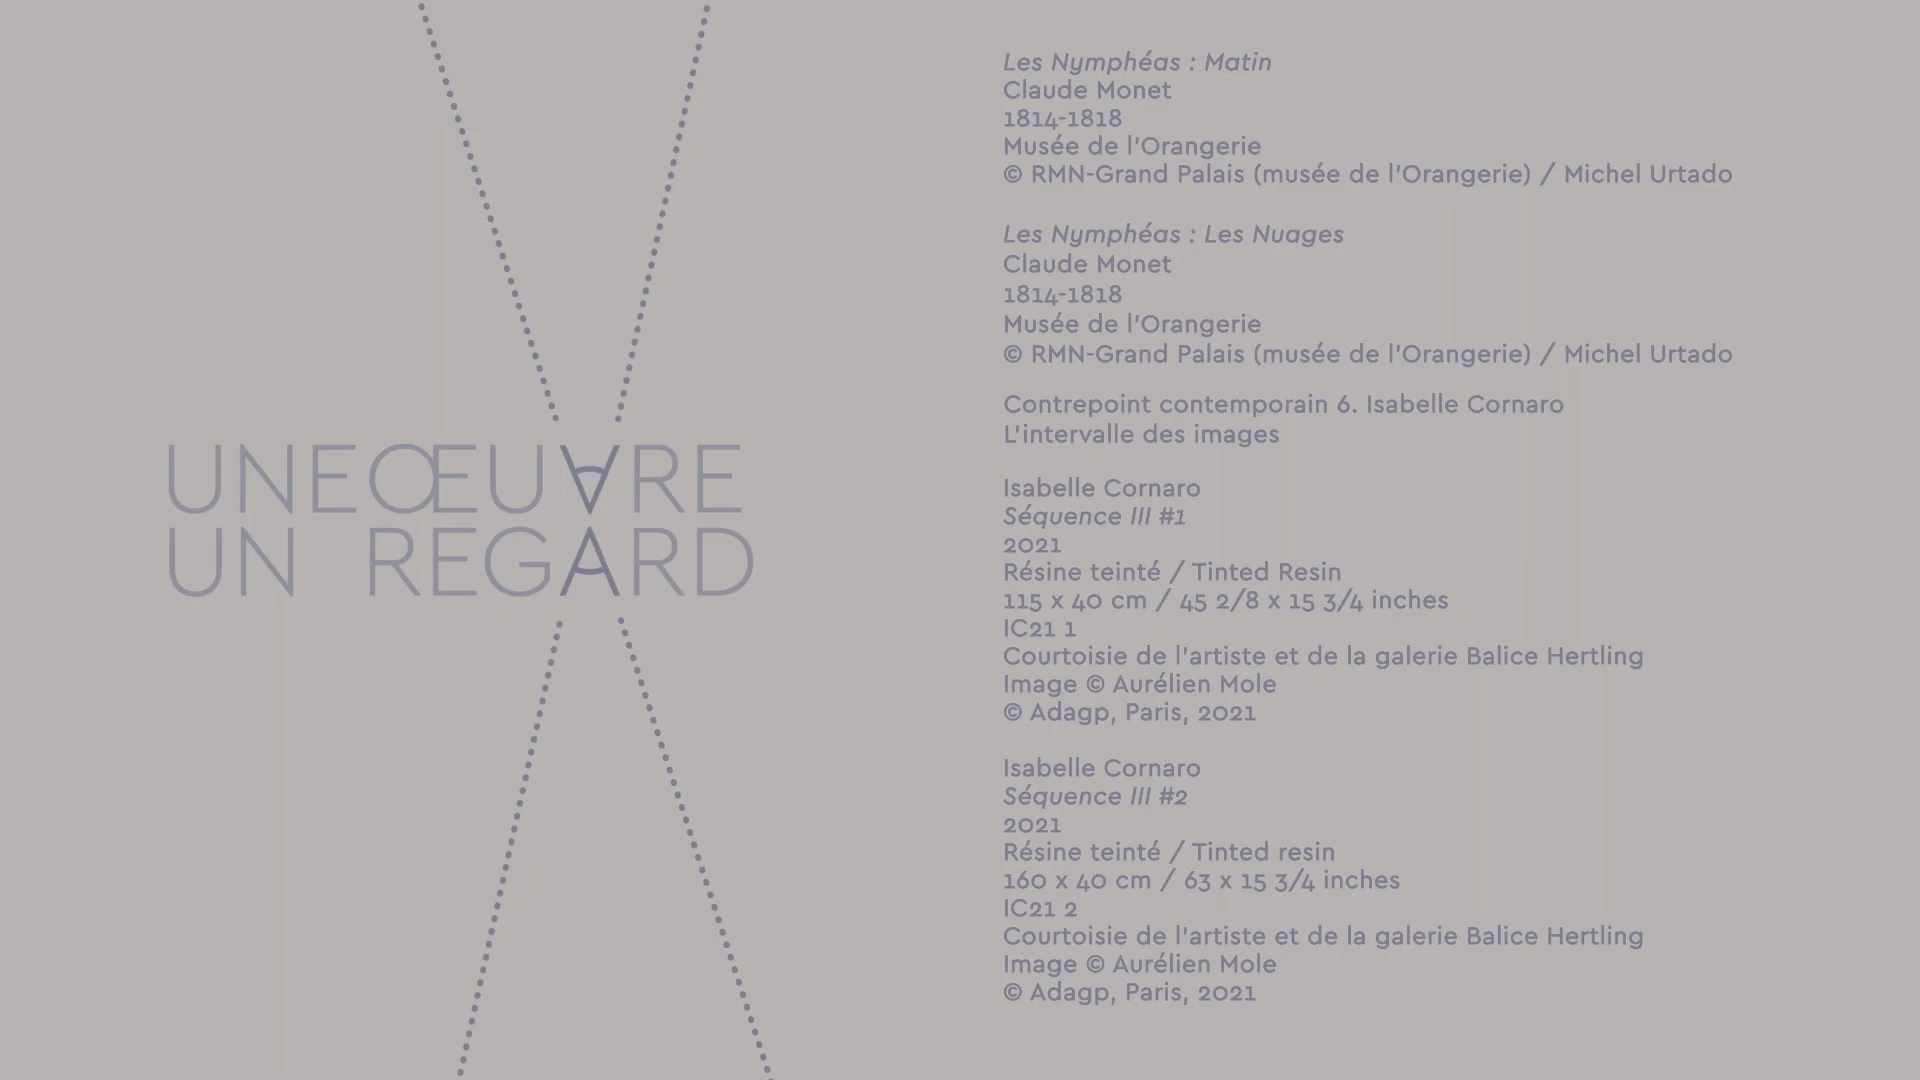 UNE ŒUVRE
UN REGARD
Les Nymphéas : Matin
Claude Monet
1814-1818
Musée de l'Orangerie
© RMN-Grand Palais (musée de l'Orangerie) / Michel Urtado
Les Nymphéas : Les Nuages
Claude Monet
1814-1818
Musée de l'Orangerie
© RMN-Grand Palais (musée de l'Orangerie) / Michel Urtado
Contrepoint contemporain 6. Isabelle Cornaro
L'intervalle des images
Isabelle Cornaro
Séquence III #1
2021
Résine teinté / Tinted Resin
115 x 40 cm / 45 2/8 x 15 3/4 inches
IC21 1
Courtoisie de l'artiste et de la galerie Balice Hertling
Image © Aurélien Mole
© Adagp, Paris, 2021
Isabelle Cornaro
Séquence III #2
2021
Résine teinté / Tinted resin
160 x 40 cm / 63 x 15 3/4 inches
IC21 2
Courtoisie de l'artiste et de la galerie Balice Hertling
Image © Aurélien Mole
© Adagp, Paris, 2021